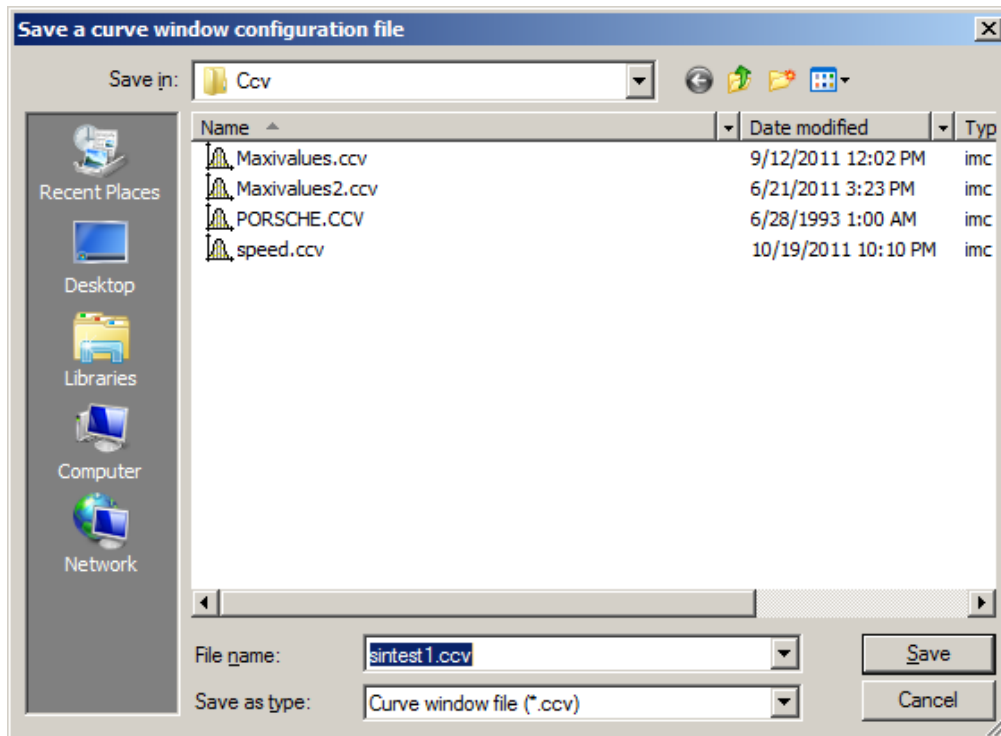 Save a curve window configuration file
Save in: Ccv
Name Date modified Typ
Maxivalues.ccv 9/12/2011 12:02 PM imc
Maxivalues2.ccv 6/21/2011 3:23 PM imc
PORSCHE.CCV 6/28/1993 1:00 AM imc
speed.ccv 10/19/2011 10:10 PM imc
Recent Places
Desktop
Libraries
Computer
Network
File name: sintest1.ccv Save
Save as type: Curve window file (*.ccv) Cancel